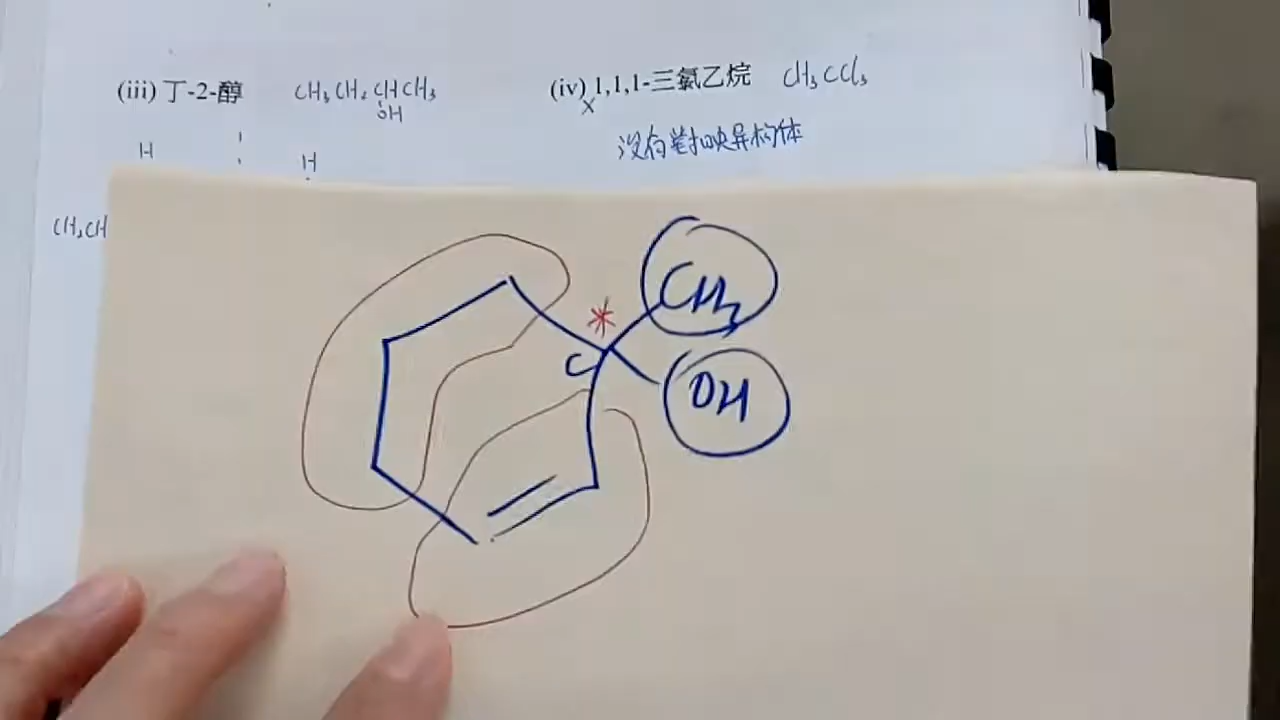 (iii) 丁-2-醇 CH₃CH₂CHCH₃ (iv) 1,1,1-三氯乙烷 CH₃CCl₃
OH x
没有对映异构体
H H
CH₃CH
CH₃
*
C
OH